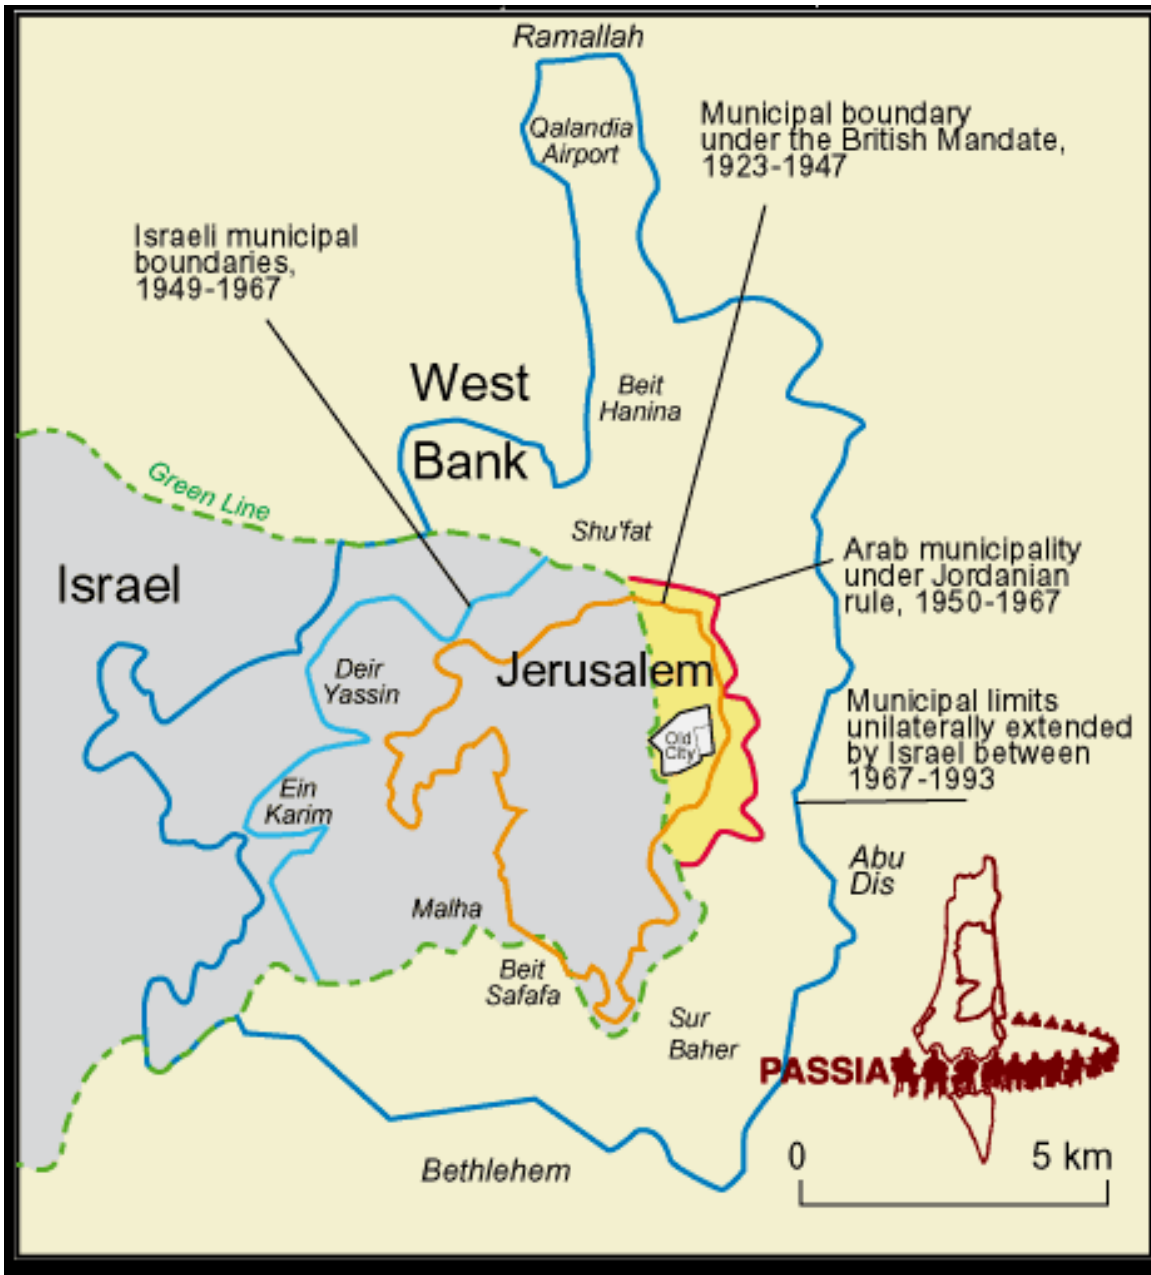 Ramallah
Qalandia
Airport
Municipal boundary
under the British Mandate,
1923-1947
Israeli municipal
boundaries,
1949-1967
West
Bank
Beit
Hanina
Green Line
Shu'fat
Israel
Arab municipality
under Jordanian
rule, 1950-1967
Jerusalem
Deir
Yassin
Old
City
Municipal limits
unilaterally extended
by Israel between
1967-1993
Ein
Karim
Abu
Dis
Malha
Beit
Safafa
Sur
Baher
PASSIA
0 5 km
Bethlehem